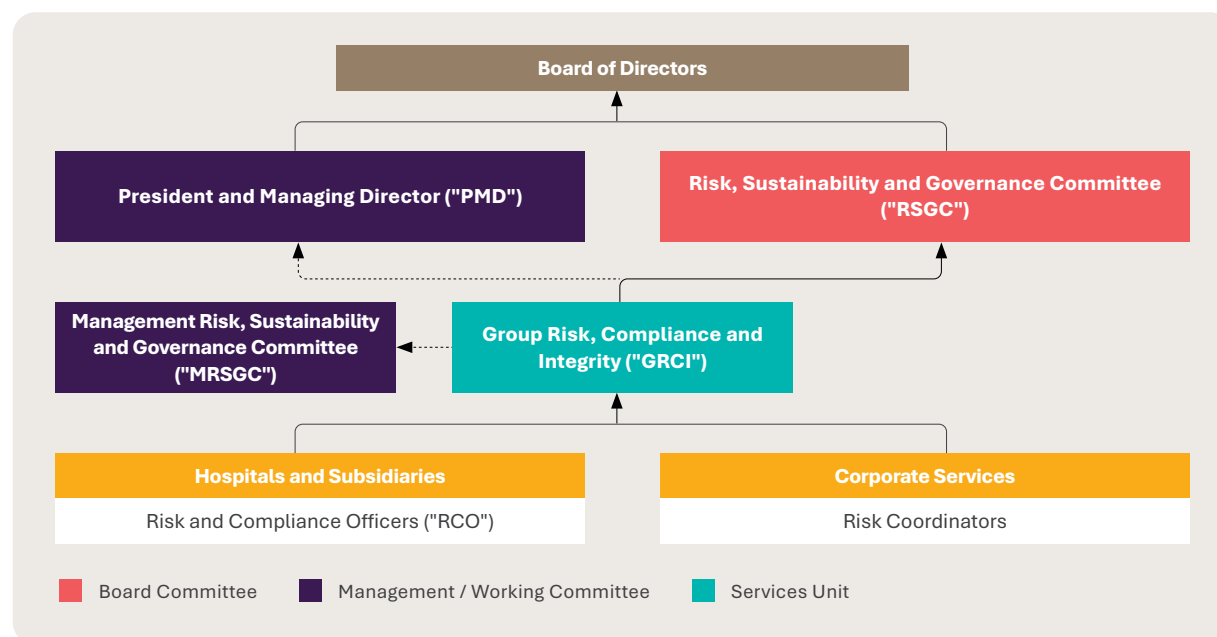 Board of Directors
President and Managing Director ("PMD")
Risk, Sustainability and Governance Committee
("RSGC")
Management Risk, Sustainability
and Governance Committee
("MRSGC")
Group Risk, Compliance and
Integrity ("GRCI")
Hospitals and Subsidiaries
Risk and Compliance Officers ("RCO")
Corporate Services
Risk Coordinators
Board Committee
Management / Working Committee
Services Unit